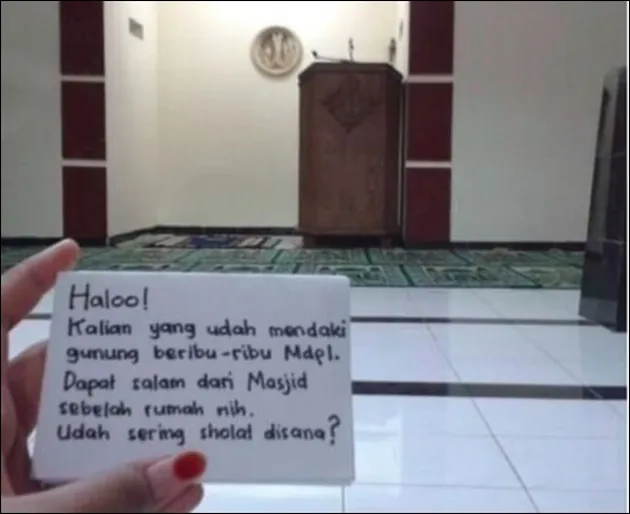 Haloo!
Kalian yang udah mendaki
gunung beribu-ribu Mdpl.
Dapat salam dari Masjid
sebelah rumah nih.
Udah sering sholat disana?